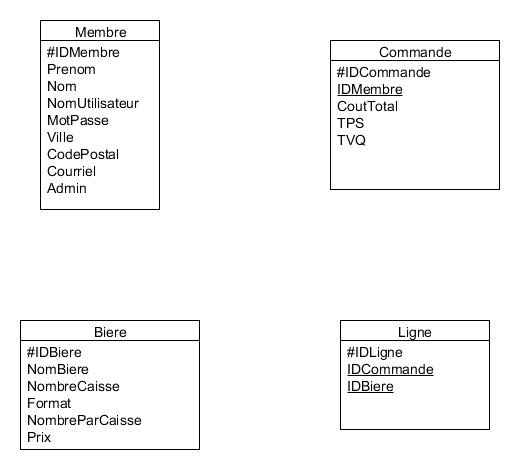 Membre
#IDMembre
Prenom
Nom
NomUtilisateur
MotPasse
Ville
CodePostal
Courriel
Admin
Commande
#IDCommande
IDMembre
CoutTotal
TPS
TVQ
Biere
#IDBiere
NomBiere
NombreCaisse
Format
NombreParCaisse
Prix
Ligne
#IDLigne
IDCommande
IDBiere